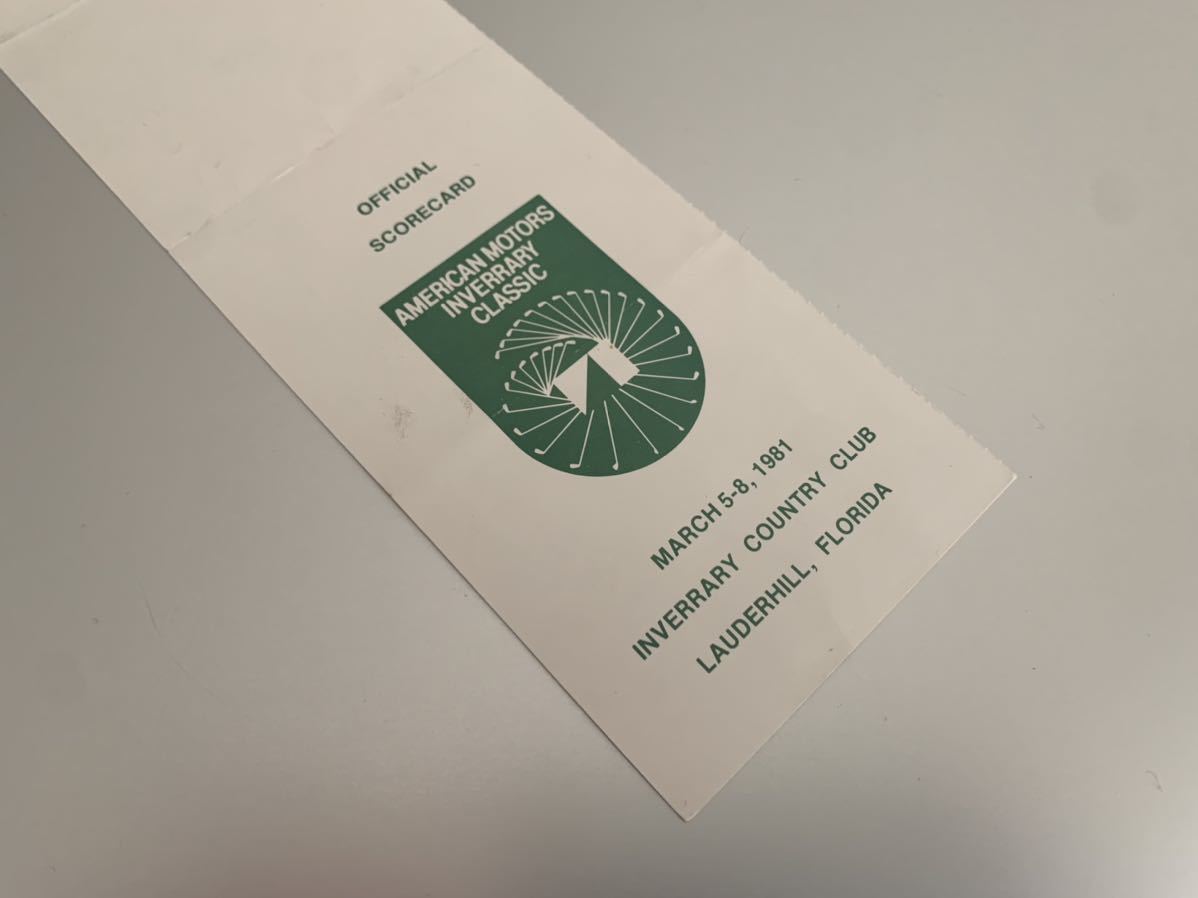 OFFICIAL
SCORECARD
AMERICAN MOTORS
INVERRARY
CLASSIC
MARCH 5-8, 1981
INVERRARY COUNTRY CLUB
LAUDERHILL, FLORIDA